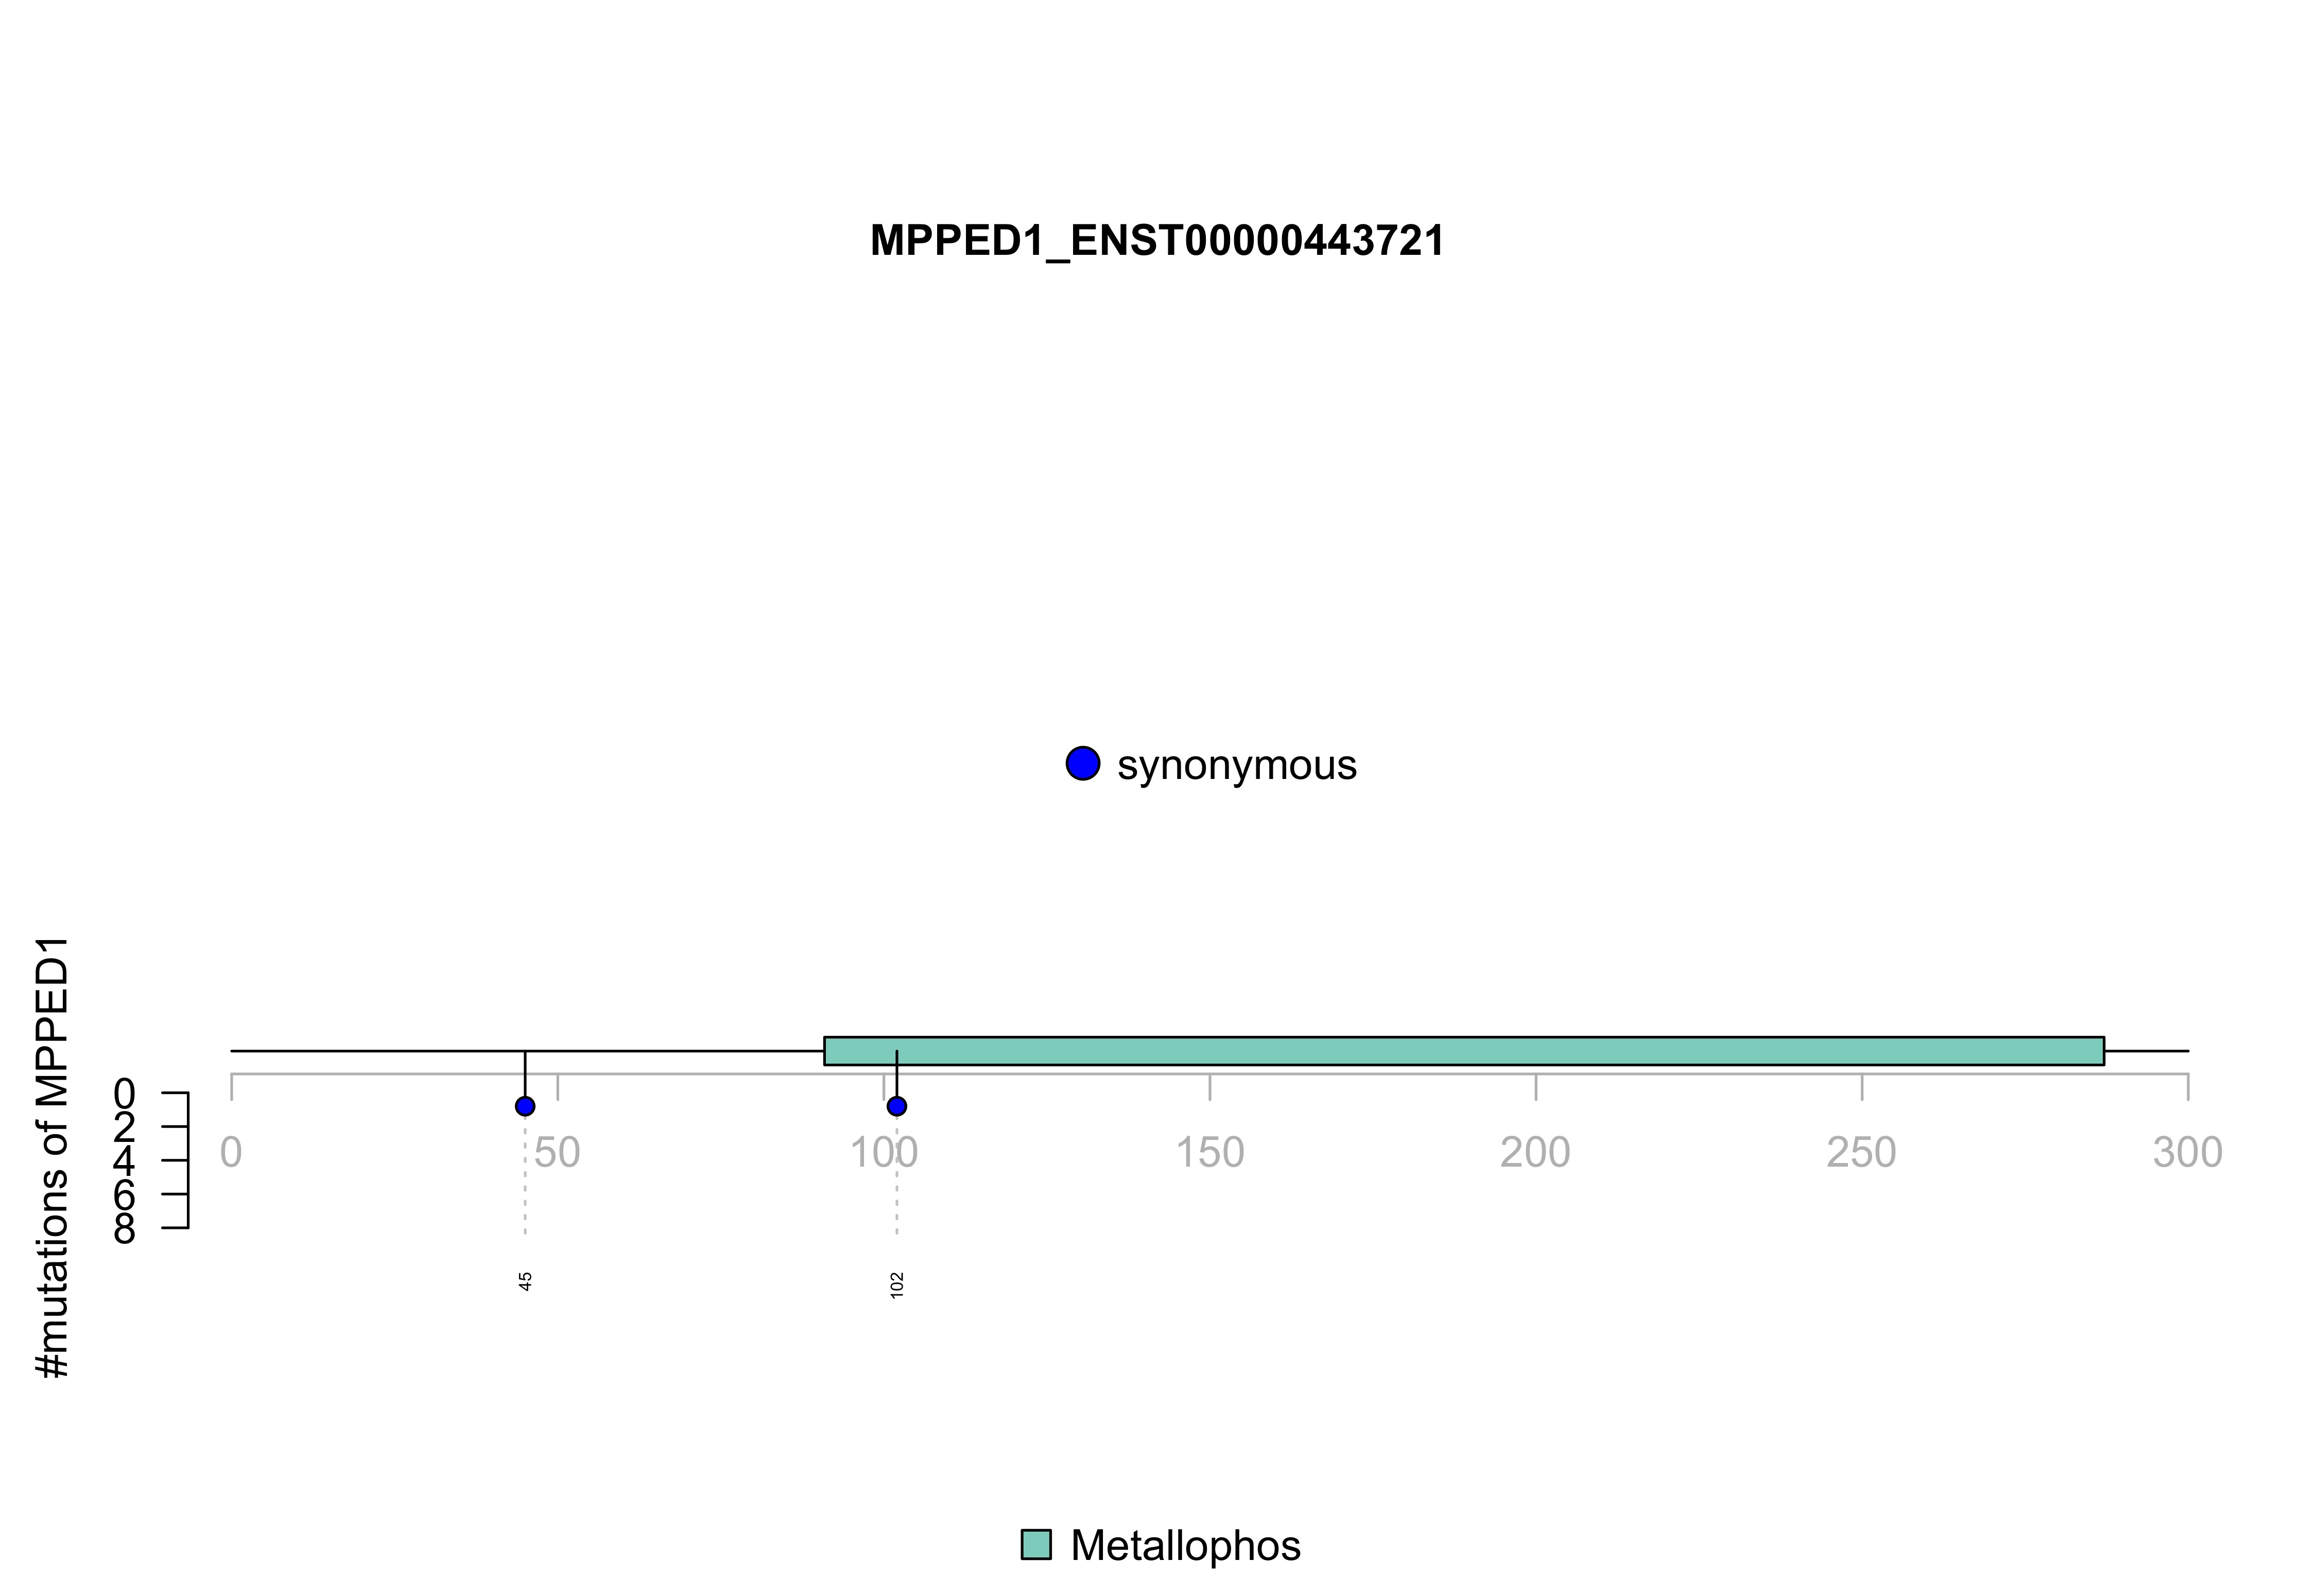 MPPED1_ENST00000443721
synonymous
#mutations of MPPED1
0
2
4
6
8
0 50 100 150 200 250 300
45 102
Metallophos